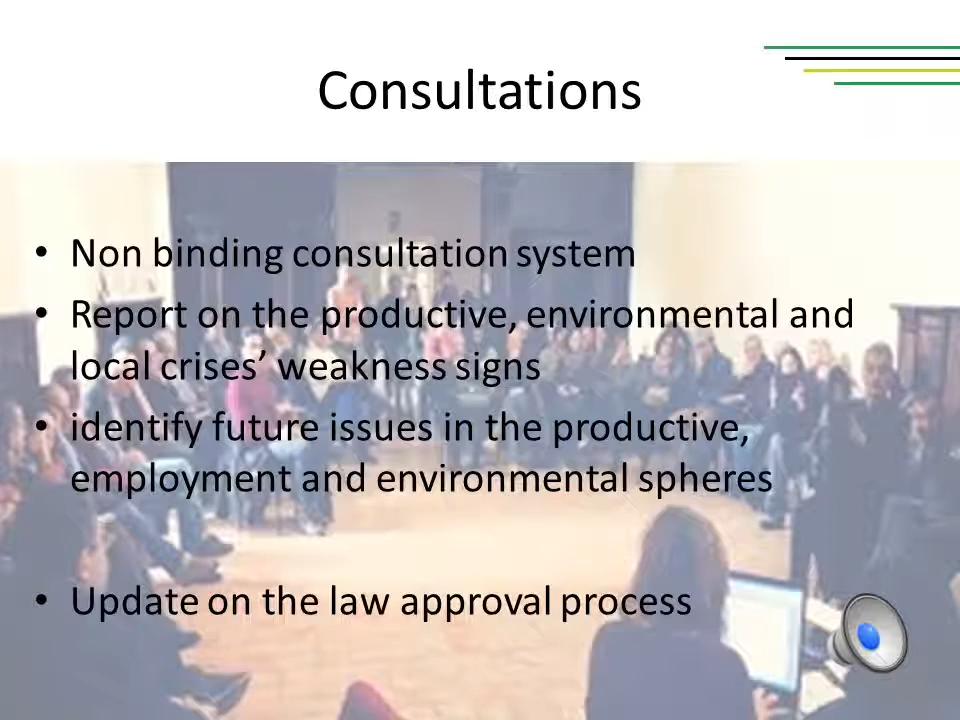 Consultations
• Non binding consultation system
• Report on the productive, environmental and
local crises’ weakness signs
• identify future issues in the productive,
employment and environmental spheres
• Update on the law approval process